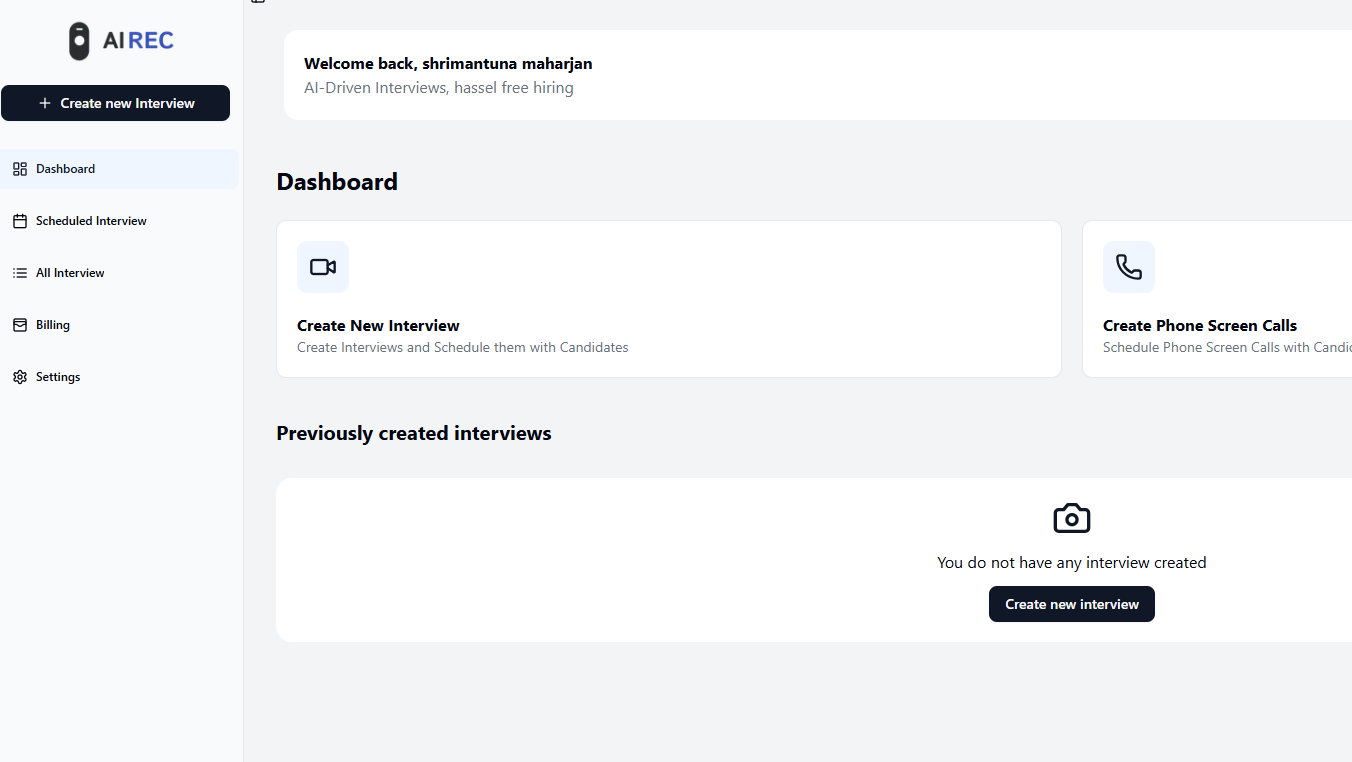 AI REC
Create new Interview
Dashboard
Scheduled Interview
All Interview
Billing
Settings
Welcome back, shrimantuna maharjan
AI-Driven Interviews, hassel free hiring
Dashboard
Create New Interview
Create Interviews and Schedule them with Candidates
Create Phone Screen Calls
Schedule Phone Screen Calls with
Previously created interviews
You do not have any interview created
Create new interview